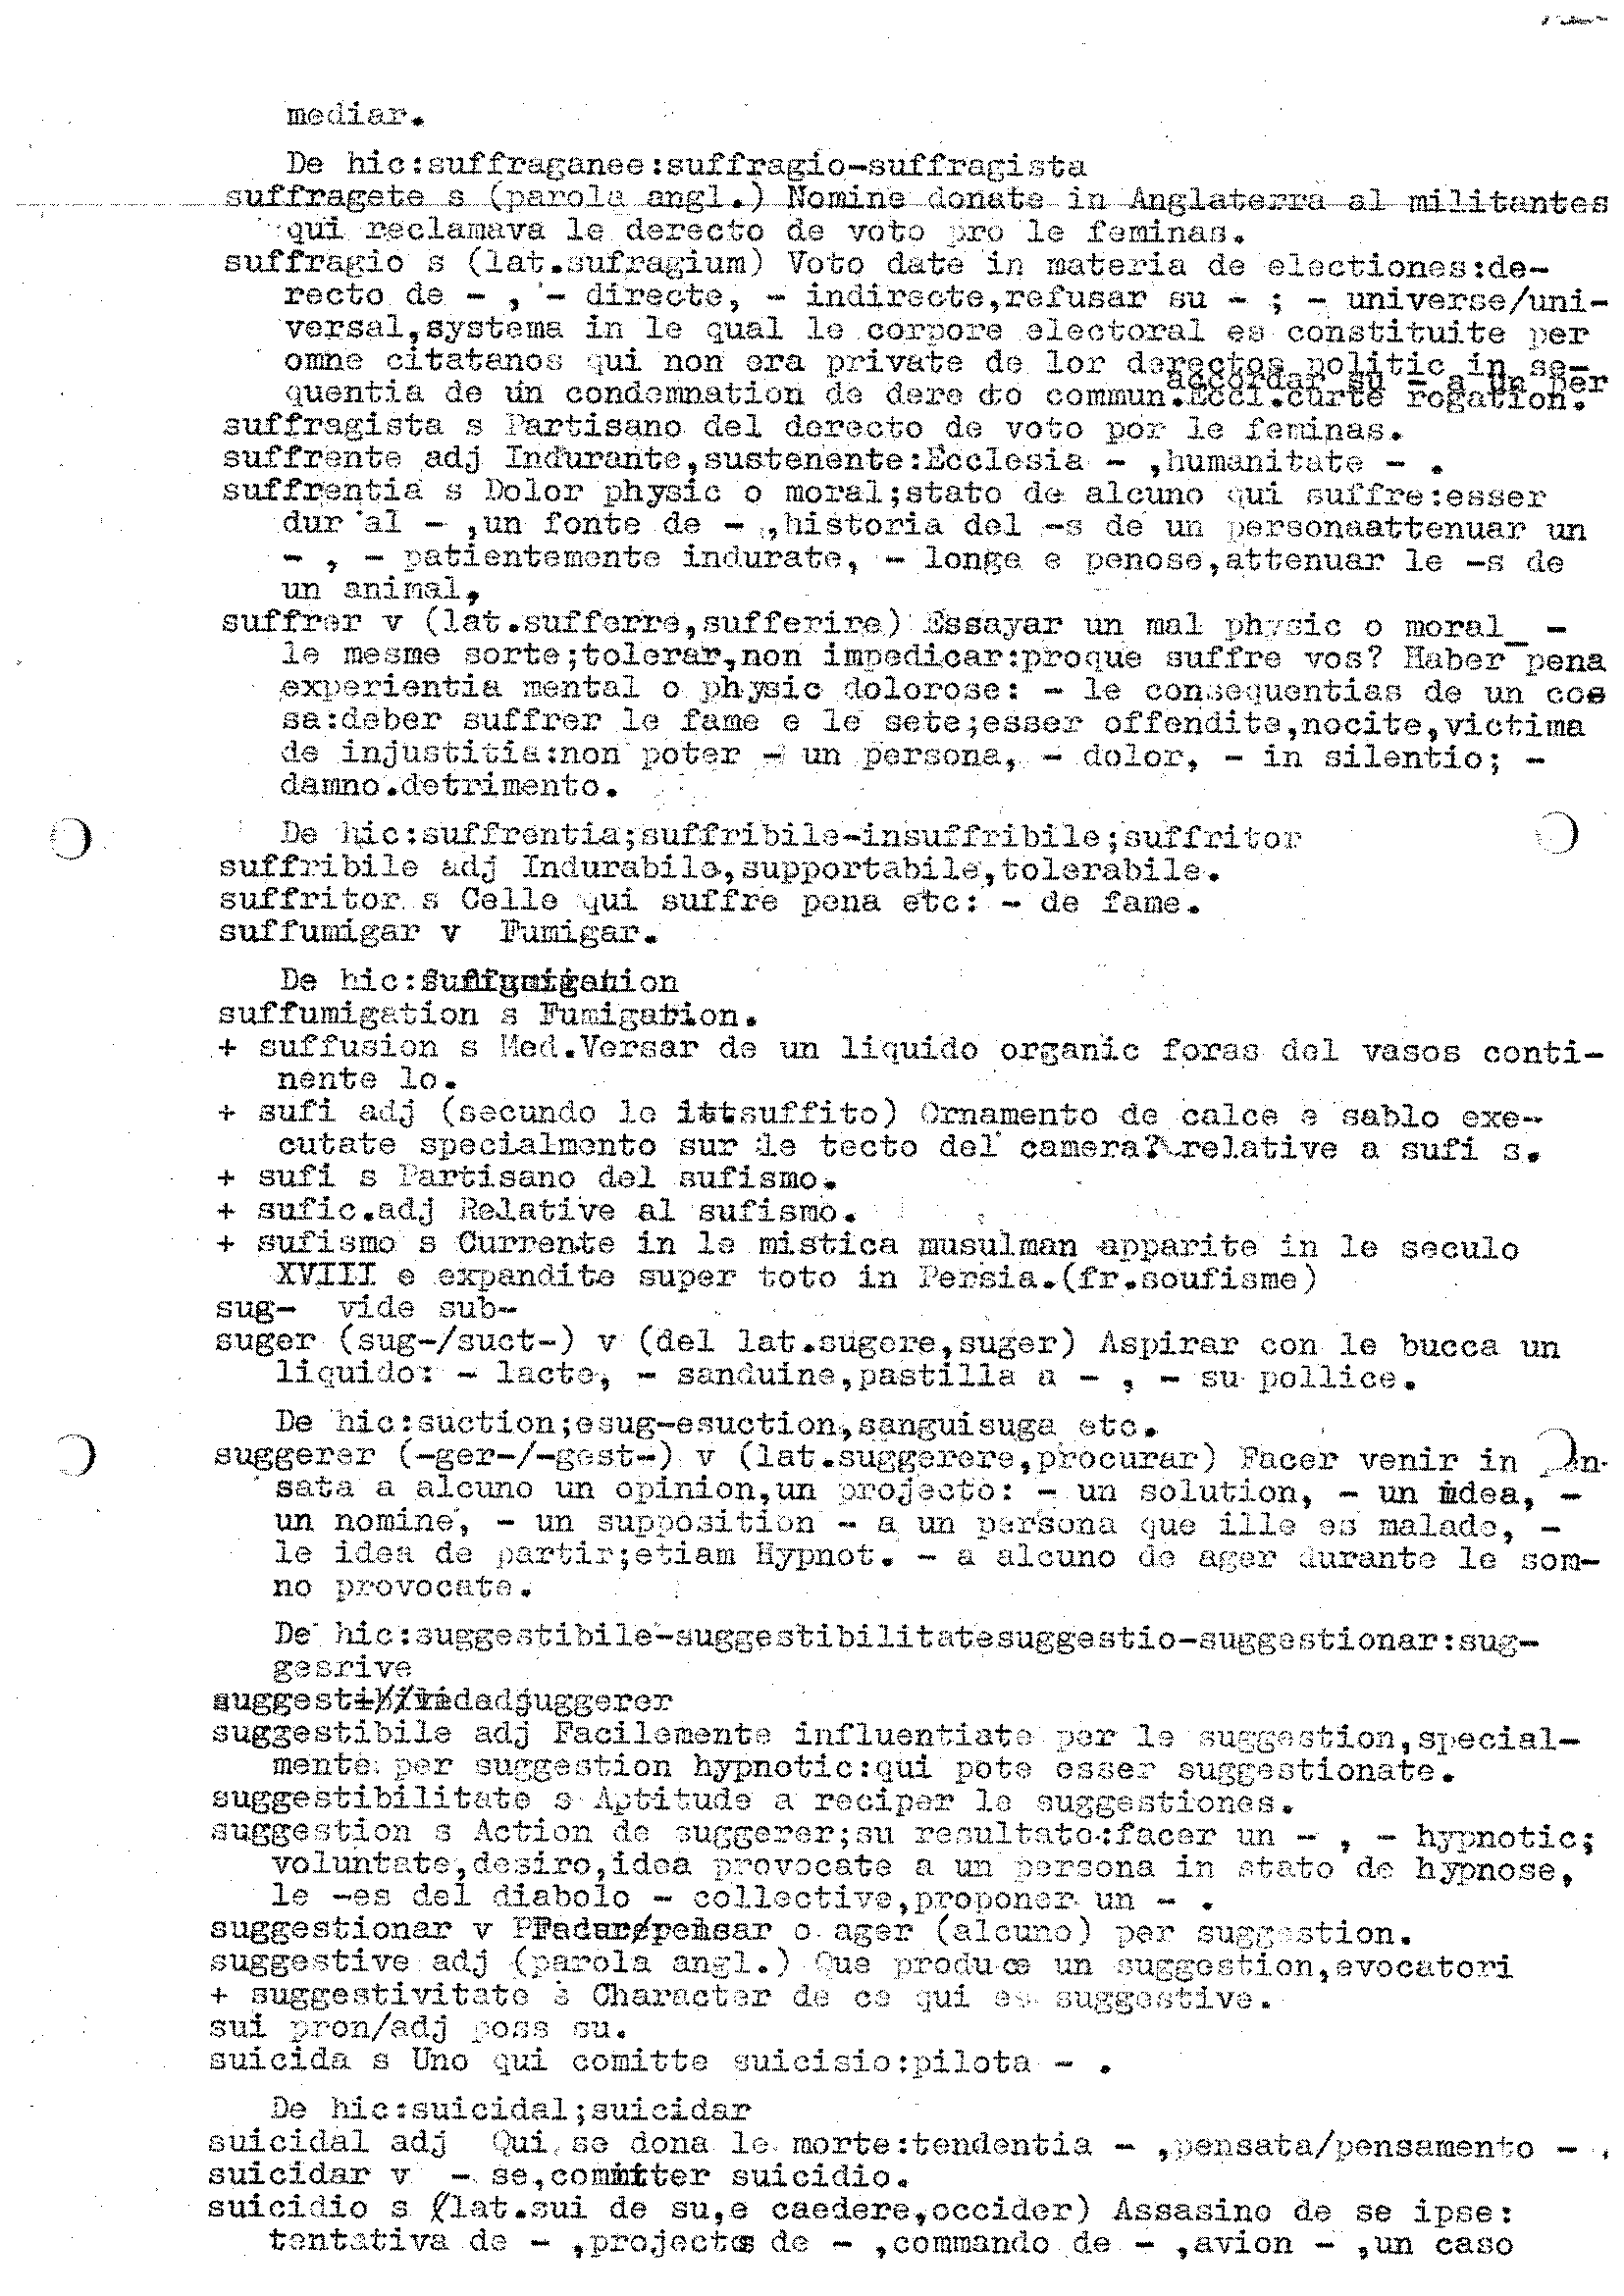 mediar.
De hic:suffraganee:suffragio-suffragista
suffragete s (parola angl.) Nomine donate in Anglaterra al militantes
qui reclamava le derecto de voto pro le feminas.
suffragio s (lat.sufragium) Voto date in materia de electiones:de-
recto de - , - directe, - indirecte,refusar su - ; - universe/uni-
versal,systema in le qual le corpore electoral es constituite per
omne citatanos qui non era private de lor derectos politic in se-
accordar su - a un per
quentia de un condemnation de dere cto commun.Eccl.curte rogation.
suffragista s Partisano del derecto de voto por le feminas.
suffrente adj Indurante,sustenente:Ecclesia - ,humanitate - .
suffrentia s Dolor physic o moral;stato de alcuno qui suffre:esser
dur al - ,un fonte de - ,historia del -s de un personaattenuar un
- , - patientemente indurate, - longe e penose,attenuar le -s de
un animal,
suffrer v (lat.sufferre,sufferire) Essayar un mal physic o moral_ -
le mesme sorte;tolerar,non impedicar:proque suffre vos? Haber pena
experientia mental o physic dolorose: - le consequentias de un cos
sa:deber suffrer le fame e le sete;esser offendite,nocite,victima
de injustitia:non poter - un persona, - dolor, - in silentio; -
damno.detrimento.
De hic:suffrentia;suffribile-insuffribile;suffritor
suffribile adj Indurabile,supportabile,tolerabile.
suffritor s Celle qui suffre pena etc: - de fame.
suffumigar v Fumigar.
De hic:
suffumigation s Fumigation.
+ suffusion s Med.Versar de un liquido organic foras del vasos conti-
nente lo.
+ sufi adj (secundo le suffito) Ornamento de calce e sablo exe-
cutate specialmento sur le tecto del camera? relative a sufi s.
+ sufi s Partisano del sufismo.
+ sufic.adj Relative al sufismo.
+ sufismo s Currente in le mistica musulman apparite in le seculo
XVIII e expandite super toto in Persia.(fr.soufisme)
sug- vide sub-
suger (sug-/suct-) v (del lat.sugere,suger) Aspirar con le bucca un
liquido: - lacte, - sanduine,pastilla a - , - su pollice.
De hic:suction;esug-esuction,sanguisuga etc.
suggerer (-ger-/-gest-) v (lat.suggerere,procurar) Facer venir in
sata a alcuno un opinion,un projecto: - un solution, - un idea, -
un nomine, - un supposition - a un persona que ille es malade, -
le idea de partir;etiam Hypnot. - a alcuno de ager durante le som-
no provocate.
De hic:suggestibile-suggestibilitatesuggestio-suggestionar:sug-
gesrive
suggerer
suggestibile adj Facilemente influentiate per le suggestion,special-
mente per suggestion hypnotic:qui pote esser suggestionate.
suggestibilitate s Aptitude a reciper le suggestiones.
suggestion s Action de suggerer;su resultato:facer un - , - hypnotic;
voluntate,desiro,idea provocate a un persona in stato de hypnose,
le -es del diabolo - collective,proponer un - .
suggestionar v pensar o ager (alcuno) per suggestion.
suggestive adj (parola angl.) Que produce un suggestion,evocatori
+ suggestivitate s Character de ce qui es suggestive.
sui pron/adj poss su.
suicida s Uno qui comitte suicisio:pilota - .
De hic:suicidal;suicidar
suicidal adj Qui se dona le morte:tendentia - ,pensata/pensamento - ,
suicidar v - se,committer suicidio.
suicidio s (lat.sui de su,e caedere,occider) Assasino de se ipse:
tentativa de - ,projectos de - ,commando de - ,avion - ,un caso